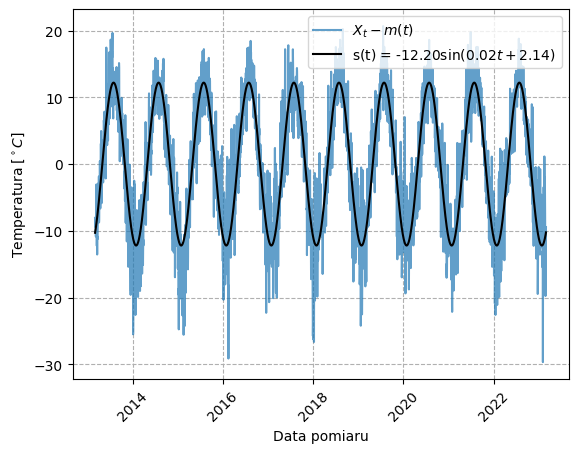 X_t − m(t)
s(t) = -12.20sin(0.02t + 2.14)
Temperatura [°C]
20
10
0
−10
−20
−30
2014
2016
2018
2020
2022
Data pomiaru